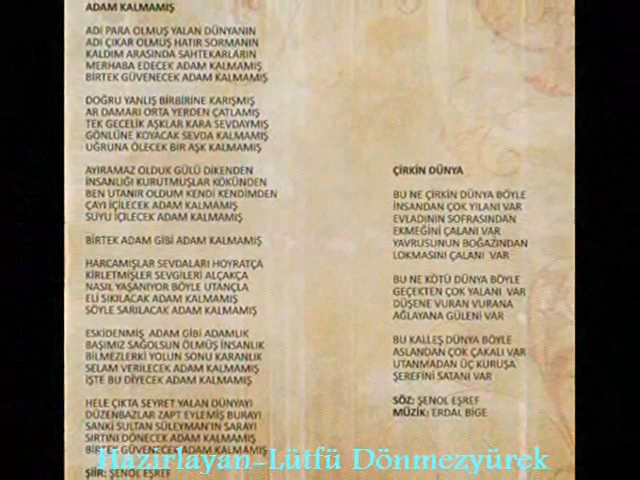 ADAM KALMAMIŞ
ADI PARA OLMUŞ YALAN DÜNYANIN
ADI ÇIKAR OLMUŞ HATIR SORMANIN
KALDIM ARASINDA SAHTEKARLARIN
MERHABA EDECEK ADAM KALMAMIŞ
BİRTEK GÜVENECEK ADAM KALMAMIŞ
DOĞRU YANLIŞ BİRBİRİNE KARIŞMIŞ
AR DAMARI ORTA YERDEN ÇATLAMIŞ
TEK GECELİK AŞKLAR KARA SEVDAYMIŞ
GÖNLÜNE KOYACAK SEVDA KALMAMIŞ
UĞRUNA ÖLECEK BİR AŞK KALMAMIŞ
AYIRAMAZ OLDUK GÜLÜ DİKENDEN
İNSANLIĞI KURUTMUŞLAR KÖKÜNDEN
BEN UTANIR OLDUM KENDİ KENDİMDEN
ÇAYI İÇİLECEK ADAM KALMAMIŞ
SUYU İÇİLECEK ADAM KALMAMIŞ
BİRTEK ADAM GİBİ ADAM KALMAMIŞ
HARCAMIŞLAR SEVDALARI HOYRATÇA
KİRLETMİŞLER SEVGİLERİ ALÇAKÇA
NASIL YAŞANIYOR BÖYLE UTANÇLA
ELİ SIKILACAK ADAM KALMAMIŞ
SÖYLE SARILACAK ADAM KALMAMIŞ
ESKİDENMİŞ ADAM GİBİ ADAMLIK
BAŞIMIZ SAĞOLSUN ÖLMÜŞ İNSANLIK
BİLMEZLERKİ YOLUN SONU KARANLIK
SELAM VERİLECEK ADAM KALMAMIŞ
İŞTE BU DİYECEK ADAM KALMAMIŞ
HELE ÇIKTA SEYRET YALAN DÜNYAYI
DÜZENBAZLAR ZAPT EYLEMİŞ BURAYI
SANKİ SULTAN SÜLEYMAN'IN SARAYI
SIRTINI DÖNECEK ADAM KALMAMIŞ
BİRTEK GÜVENECEK ADAM KALMAMIŞ
ŞİİR: ŞENOL EŞREF
ÇİRKİN DÜNYA
BU NE ÇİRKİN DÜNYA BÖYLE
İNSANDAN ÇOK YILANI VAR
EVLADININ SOFRASINDAN
EKMEĞİNİ ÇALANI VAR
YAVRUSUNUN BOĞAZINDAN
LOKMASINI ÇALANI VAR
BU NE KÖTÜ DÜNYA BÖYLE
GEÇEKTEN ÇOK YALANI VAR
DÜŞENE VURAN VURANA
AĞLAYANA GÜLENİ VAR
BU KALLEŞ DÜNYA BÖYLE
ASLANDAN ÇOK ÇAKALI VAR
UTANMADAN ÜÇ KURUŞA
ŞEREFİNİ SATANI VAR
SÖZ: ŞENOL EŞREF
MÜZİK: ERDAL BİGE
Hazırlayan-Lütfü Dönmezyürek